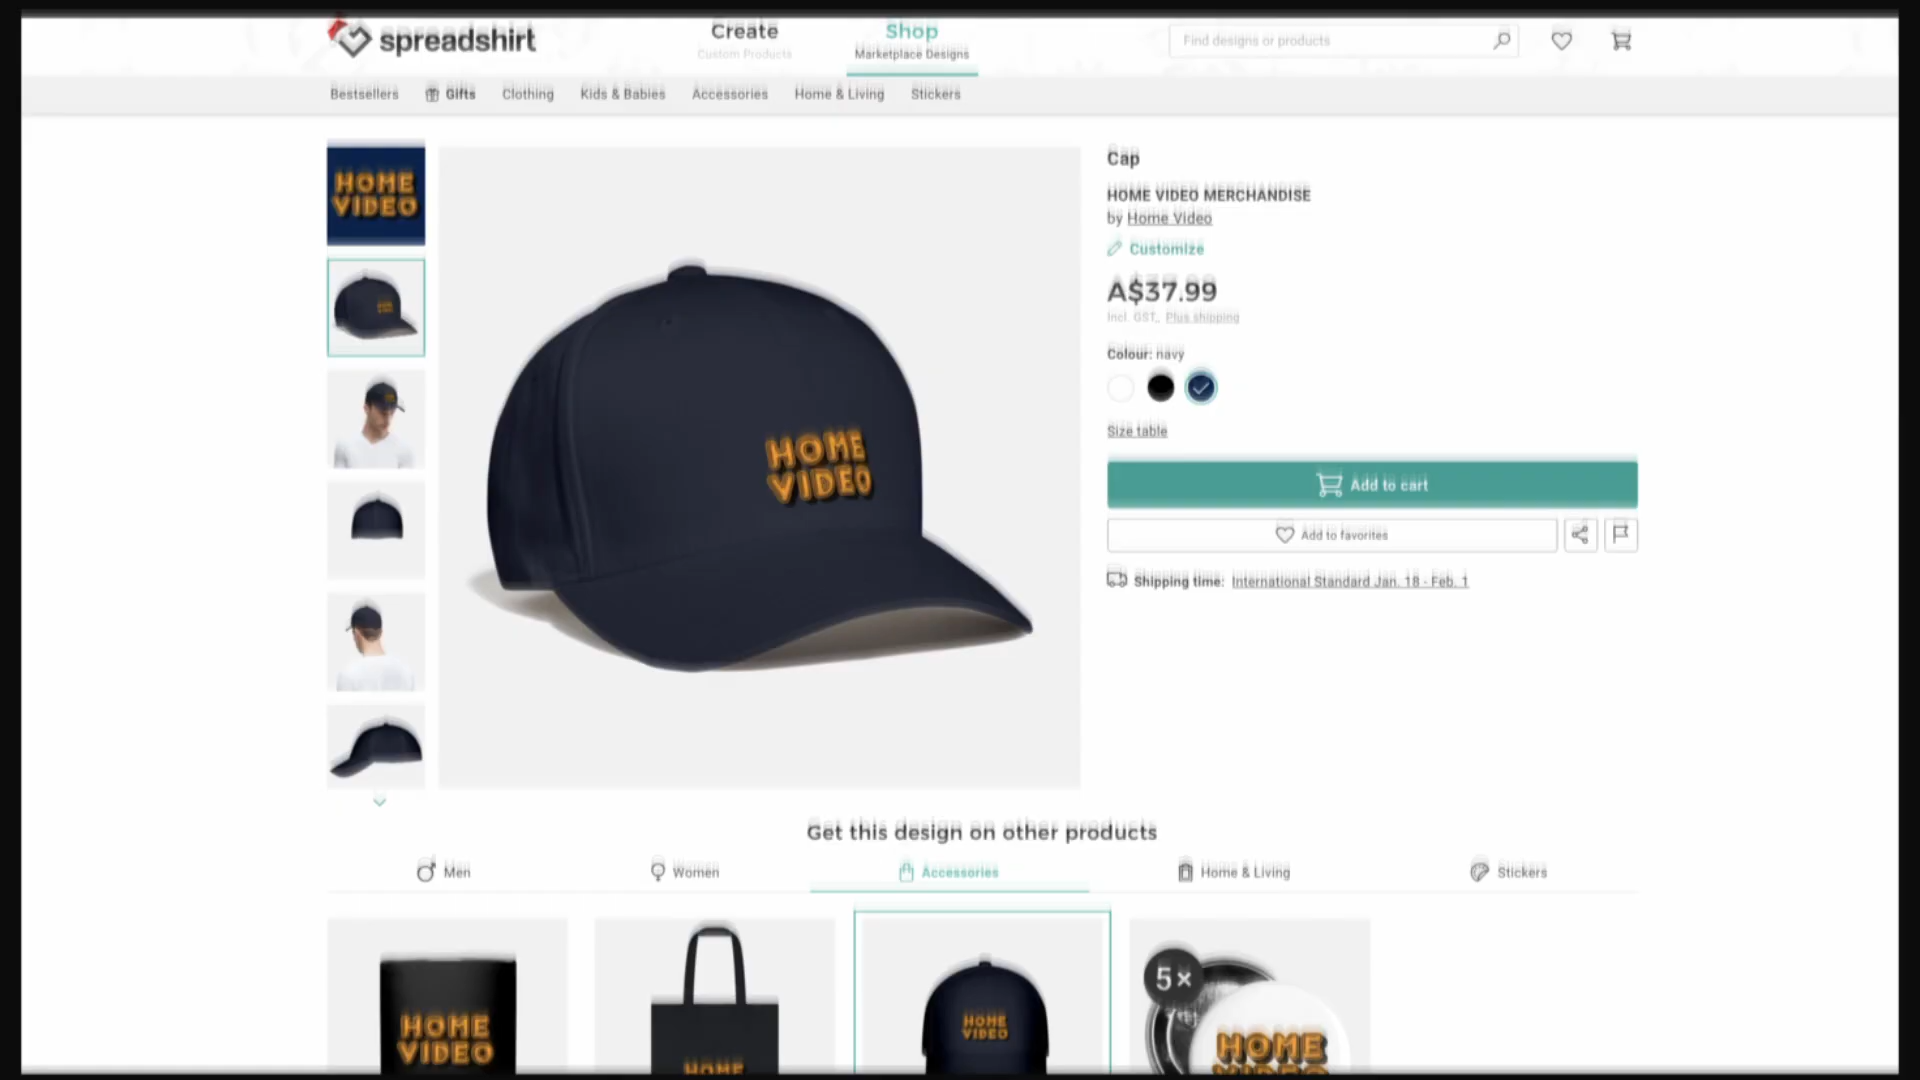 spreadshirt
Create
Custom Products
Shop
Marketplace Designs
Find designs or products
Bestsellers
Gifts
Clothing
Kids & Babies
Accessories
Home & Living
Stickers
HOME
VIDEO
HOME
VIDEO
Cap
HOME VIDEO MERCHANDISE
by Home Video
Customize
A$37.99
Incl. GST, Plus shipping
Colour: navy
Size table
Add to cart
Add to favorites
Shipping time: International Standard Jan. 18 - Feb. 1
Get this design on other products
Men
Women
Accessories
Home & Living
Stickers
HOME
VIDEO
HOME
HOME
VIDEO
5×
HOME
VIDEO